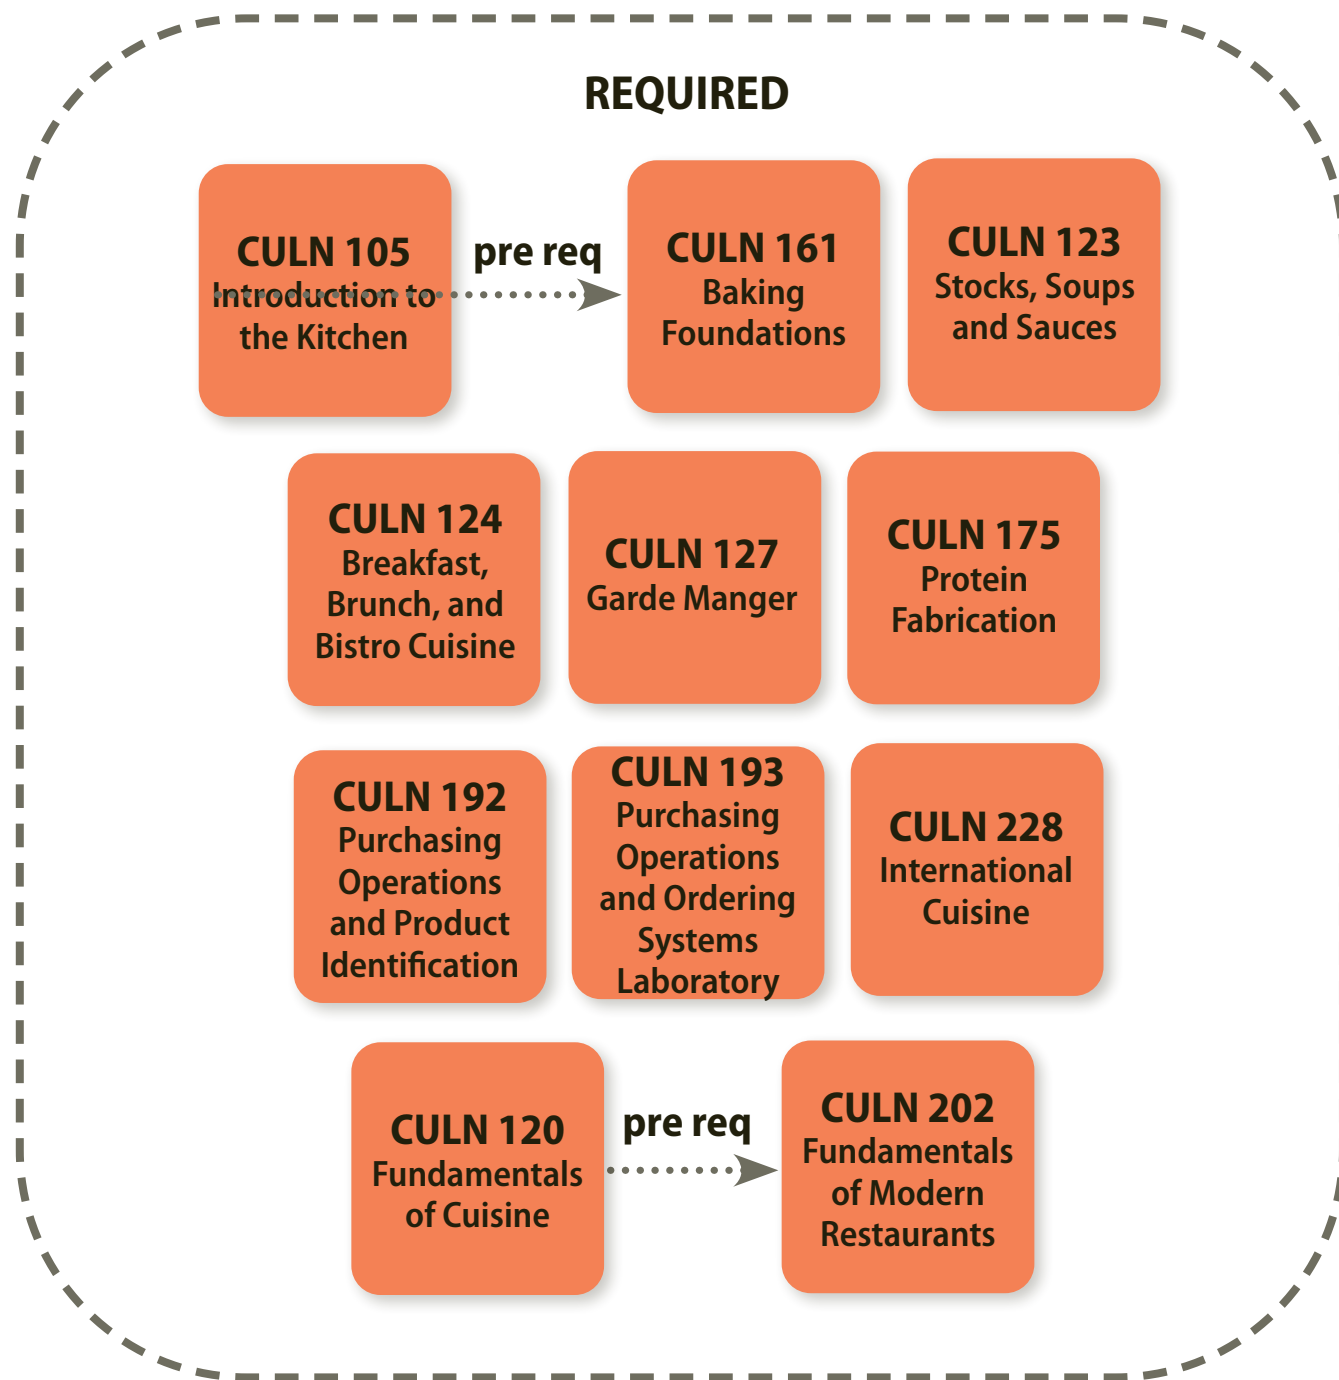 REQUIRED
CULN 105
Introduction to
the Kitchen
pre req
CULN 161
Baking
Foundations
CULN 123
Stocks, Soups
and Sauces
CULN 124
Breakfast,
Brunch, and
Bistro Cuisine
CULN 127
Garde Manger
CULN 175
Protein
Fabrication
CULN 192
Purchasing
Operations
and Product
Identification
CULN 193
Purchasing
Operations
and Ordering
Systems
Laboratory
CULN 228
International
Cuisine
CULN 120
Fundamentals
of Cuisine
pre req
CULN 202
Fundamentals
of Modern
Restaurants